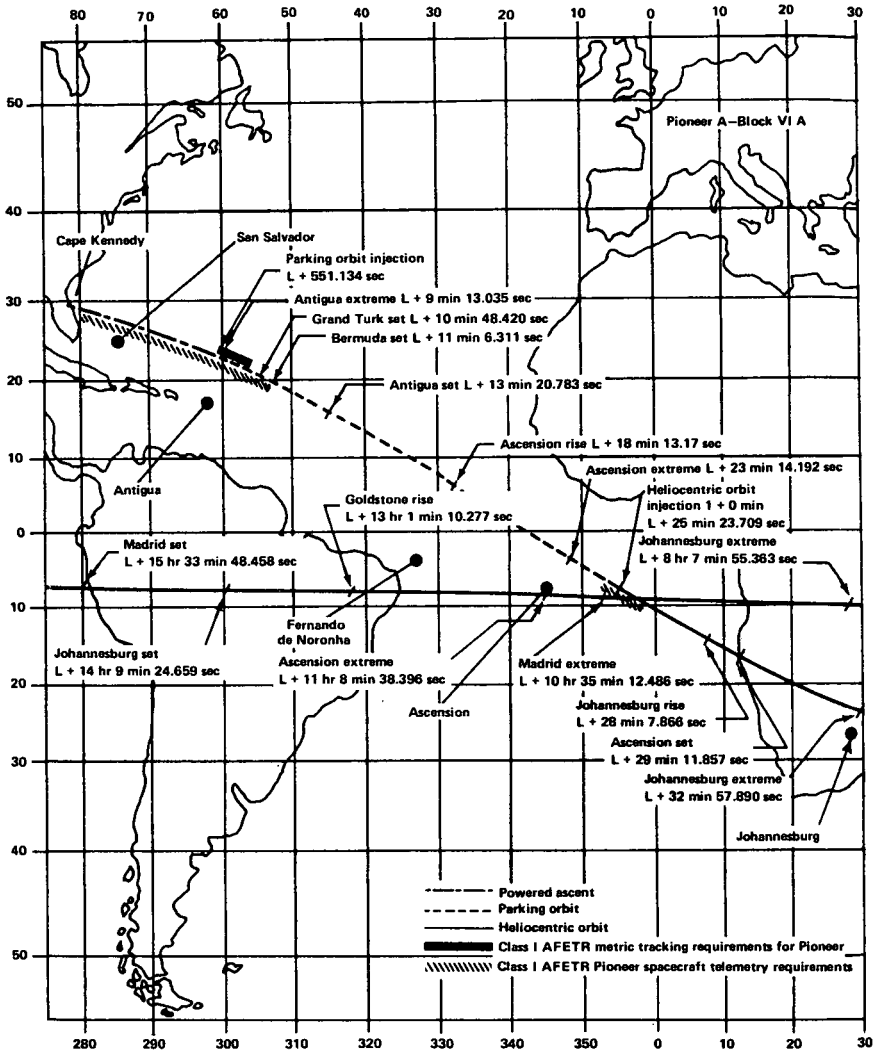 80 70 60 50 40 30 20 10 0 10 20 30
50
Pioneer A–Block VI A
40
Cape Kennedy
San Salvador
Parking orbit injection
L + 551.134 sec
Antigua extreme L + 9 min 13.035 sec
30
Grand Turk set L + 10 min 48.420 sec
Bermuda set L + 11 min 6.311 sec
20
Antigua set L + 13 min 20.783 sec
Ascension rise L + 18 min 13.17 sec
10
Ascension extreme L + 23 min 14.192 sec
Antigua
Goldstone rise
L + 13 hr 1 min 10.277 sec
Heliocentric orbit
injection 1 + 0 min
L + 25 min 23.709 sec
0
Madrid set
L + 15 hr 33 min 48.458 sec
Johannesburg extreme
L + 8 hr 7 min 55.363 sec
10
Fernando
de Noronha
Johannesburg set
L + 14 hr 9 min 24.659 sec
Ascension extreme
L + 11 hr 8 min 38.396 sec
Madrid extreme
L + 10 hr 35 min 12.486 sec
20
Ascension
Johannesburg rise
L + 28 min 7.866 sec
Ascension set
L + 29 min 11.857 sec
30
Johannesburg extreme
L + 32 min 57.890 sec
Johannesburg
40
Powered ascent
Parking orbit
Heliocentric orbit
Class I AFETR metric tracking requirements for Pioneer
50
Class I AFETR Pioneer spacecraft telemetry requirements
280 290 300 310 320 330 340 350 0 10 20 30